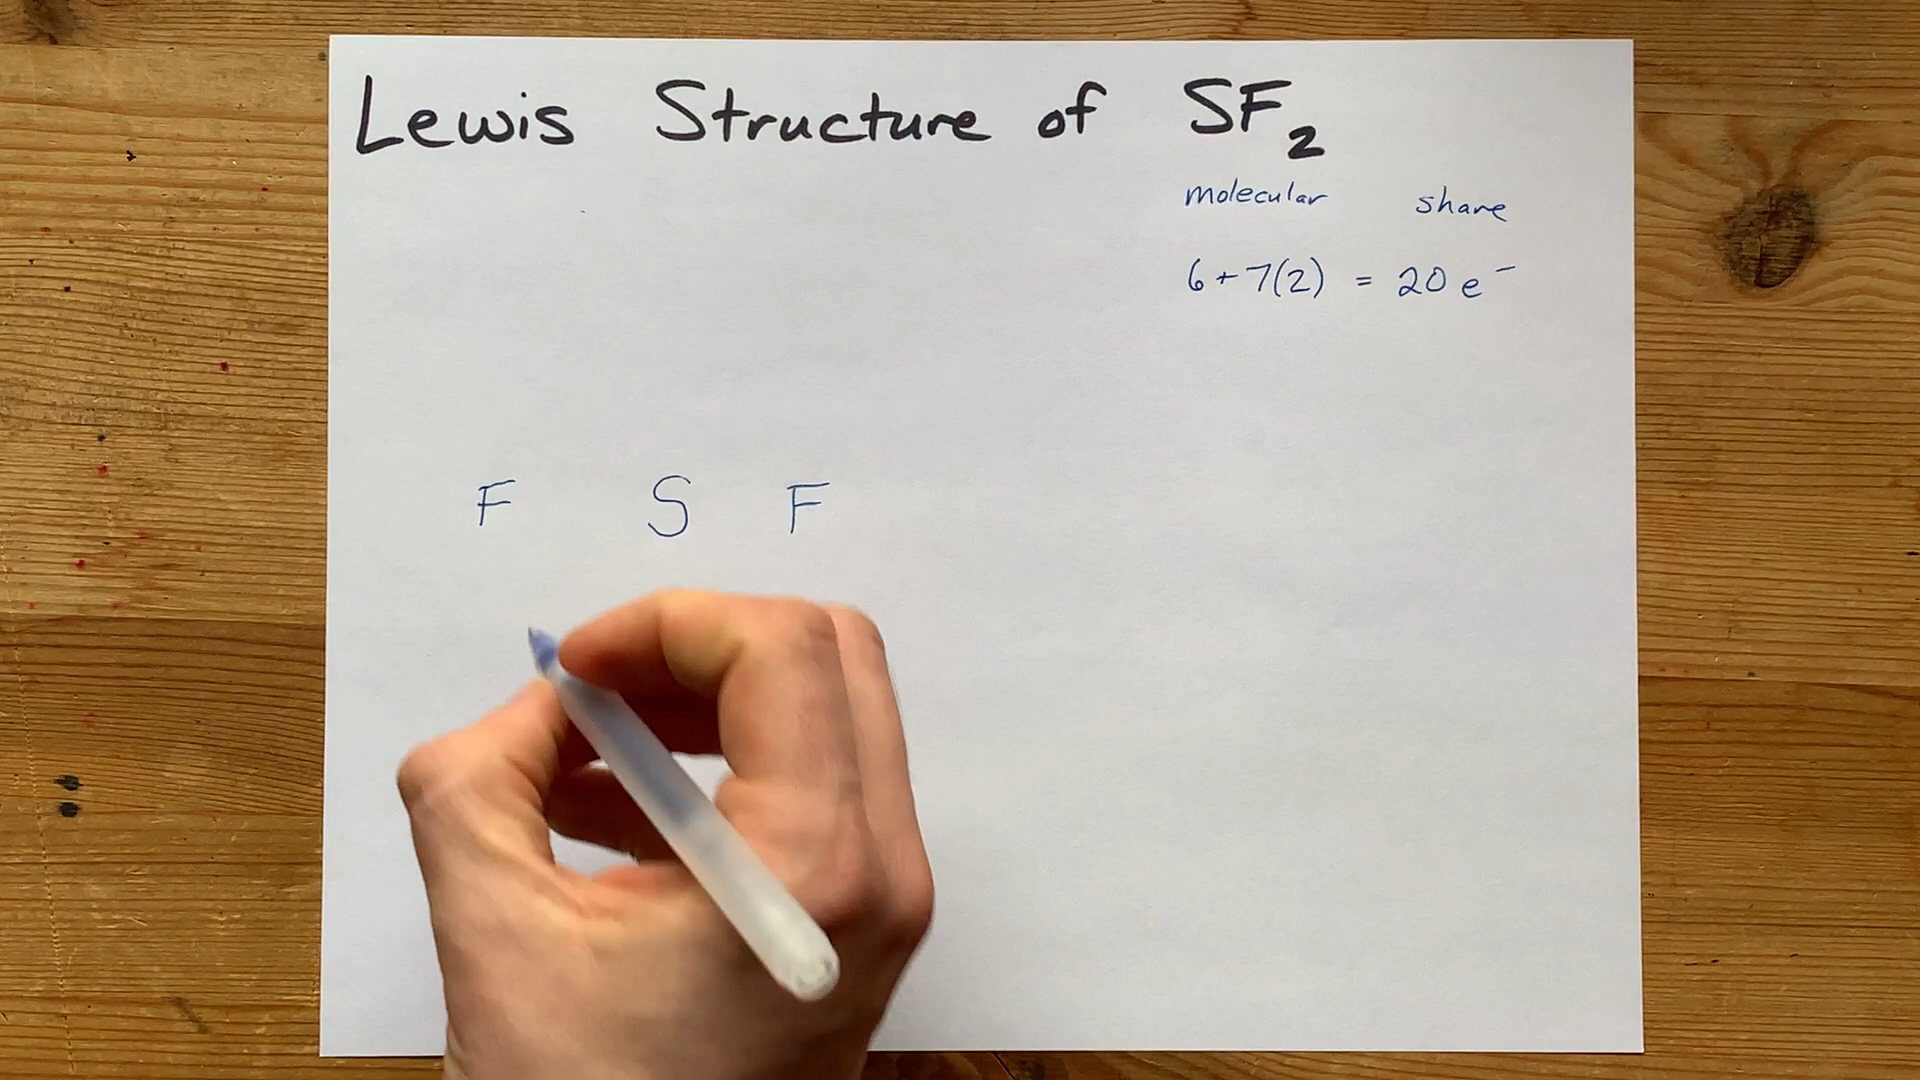 Lewis Structure of SF₂
molecular share
6+7(2) = 20 e⁻
F S F